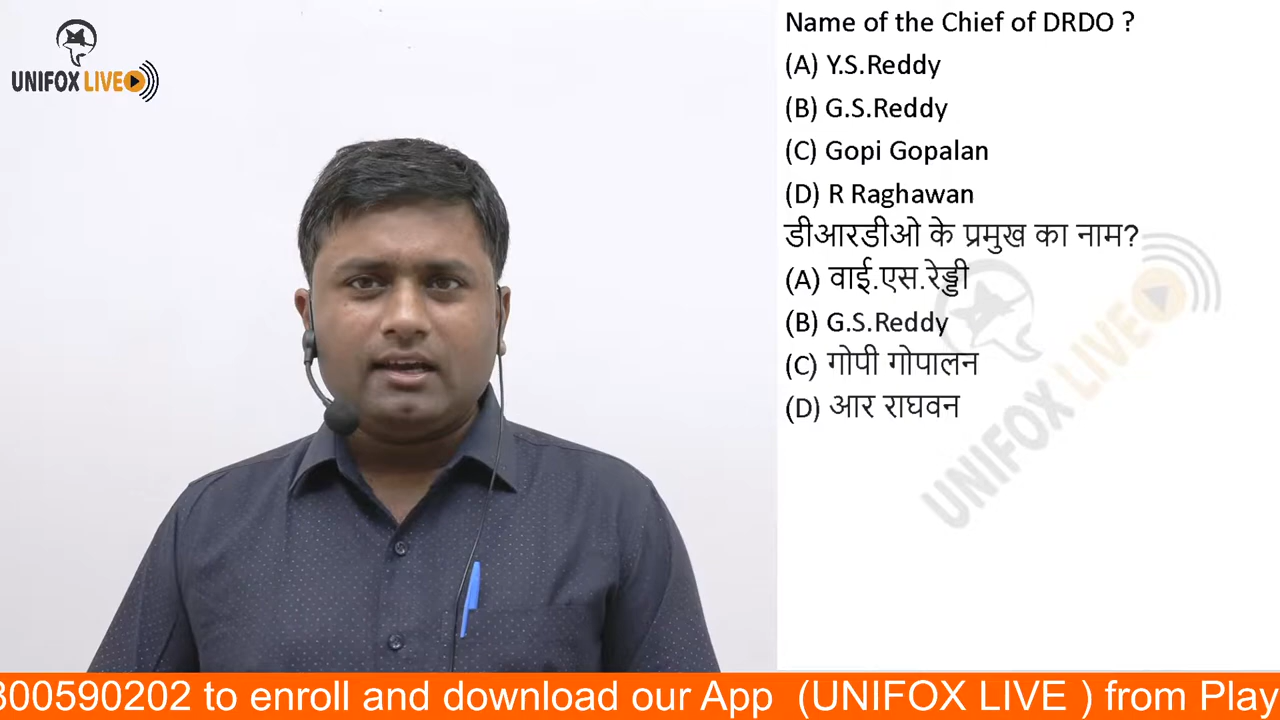 UNIFOX LIVE
Name of the Chief of DRDO ?
(A) Y.S.Reddy
(B) G.S.Reddy
(C) Gopi Gopalan
(D) R Raghawan
डीआरडीओ के प्रमुख का नाम?
(A) वाई.एस.रेड्डी
(B) G.S.Reddy
(C) गोपी गोपालन
(D) आर राघवन
UNIFOX LIVE
800590202 to enroll and download our App (UNIFOX LIVE ) from Play